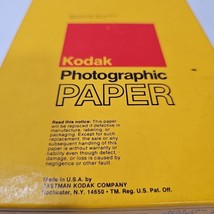 Kodak
Photographic
PAPER
Read this notice: This paper
will be replaced if defective in
manufacture, labeling, or
packaging. Except for such
replacement, the sale or any
subsequent handling of this
paper is without warranty or
liability even though defect,
damage, or loss is caused by
negligence or other fault.
Made in U.S.A. by
EASTMAN KODAK COMPANY
Rochester, N.Y. 14650 • TM. Reg. U.S. Pat. Off.